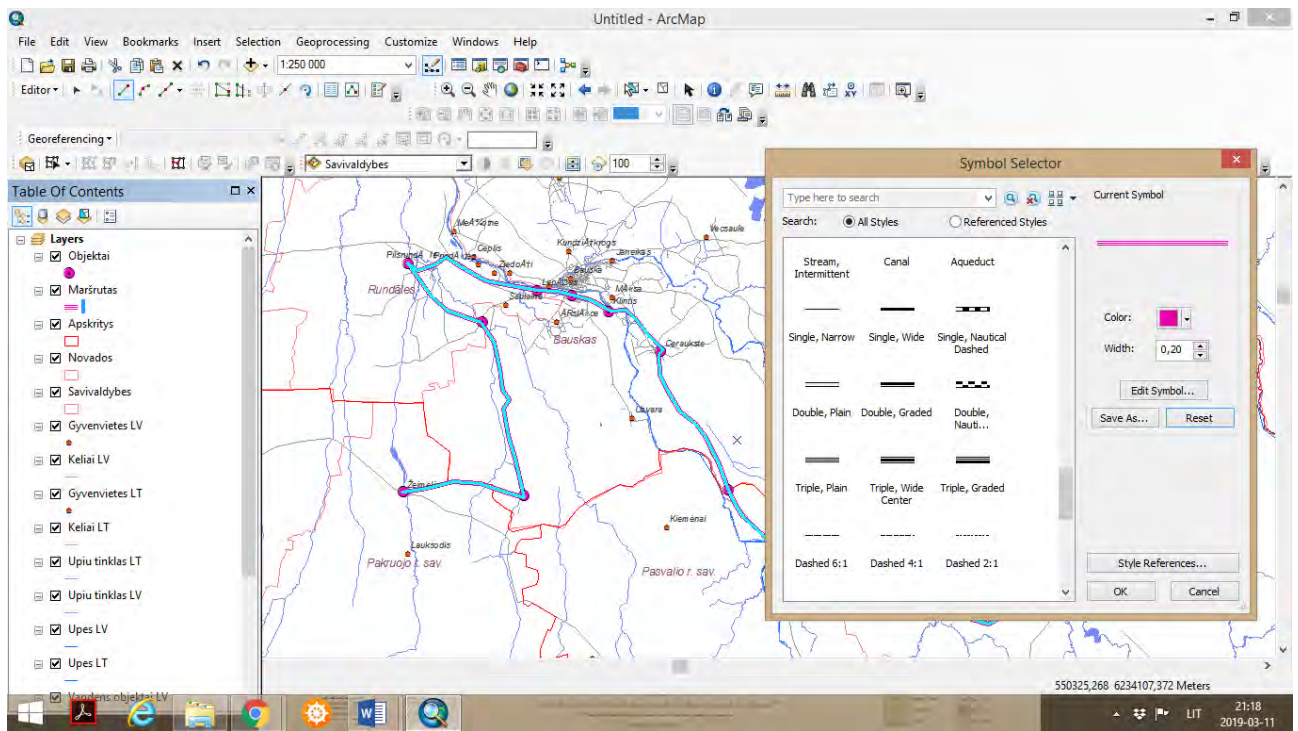 Untitled - ArcMap
File Edit View Bookmarks Insert Selection Geoprocessing Customize Windows Help
1:250 000
Editor
Georeferencing
Savivaldybes
100
Table Of Contents
Layers
Objektai
Maršrutas
Apskritys
Novados
Savivaldybes
Gyvenvietes LV
Keliai LV
Gyvenvietes LT
Keliai LT
Upiu tinklas LT
Upiu tinklas LV
Upes LV
Upes LT
Vandens objektai LV
Vecsaule
Ceplis
Bauska
Rundāles
Bauskas
Ceraukste
Kiemenai
Lauksodis
Pakruojo r. sav.
Pasvalio r. sav.
Symbol Selector
Type here to search
Search: All Styles Referenced Styles
Stream, Intermittent
Canal
Aqueduct
Single, Narrow
Single, Wide
Single, Nautical Dashed
Double, Plain
Double, Graded
Double, Nauti...
Triple, Plain
Triple, Wide Center
Triple, Graded
Dashed 6:1
Dashed 4:1
Dashed 2:1
Current Symbol
Color:
Width: 0,20
Edit Symbol...
Save As... Reset
Style References...
OK Cancel
550325,268 6234107,372 Meters
LIT
21:18
2019-03-11